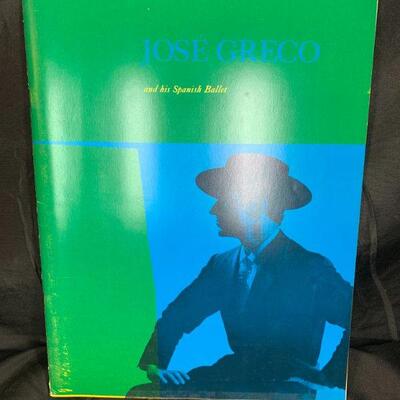 JOSÉ GRECO
and his Spanish Ballet